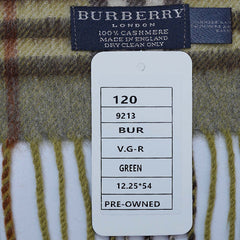 BURBERRY
LONDON
100% CASHMERE
MADE IN ENGLAND
DRY CLEAN ONLY
120
9213
BUR
V.G-R
GREEN
12.25*54
PRE-OWNED